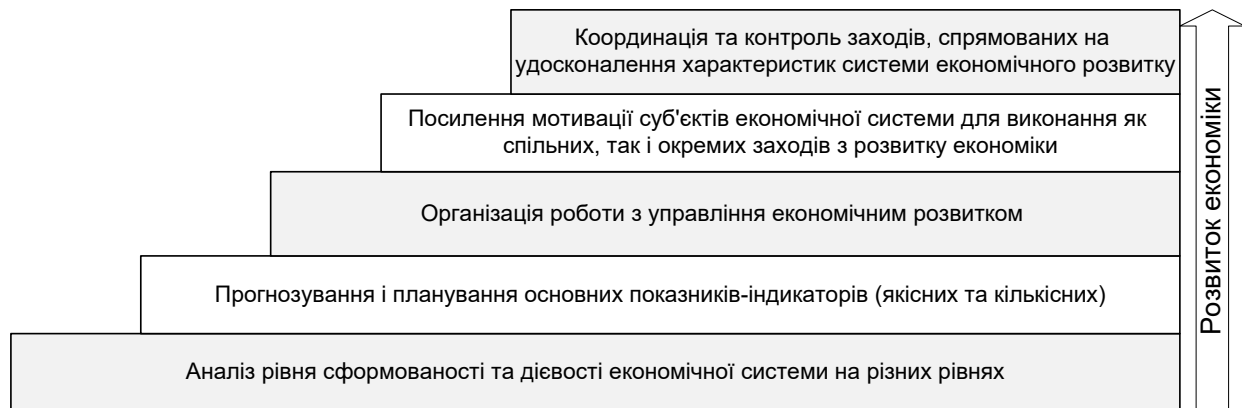 Координація та контроль заходів, спрямованих на
удосконалення характеристик системи економічного розвитку
Посилення мотивації суб'єктів економічної системи для виконання як
спільних, так і окремих заходів з розвитку економіки
Організація роботи з управління економічним розвитком
Прогнозування і планування основних показників-індикаторів (якісних та кількісних)
Аналіз рівня сформованості та дієвості економічної системи на різних рівнях
Розвиток економіки